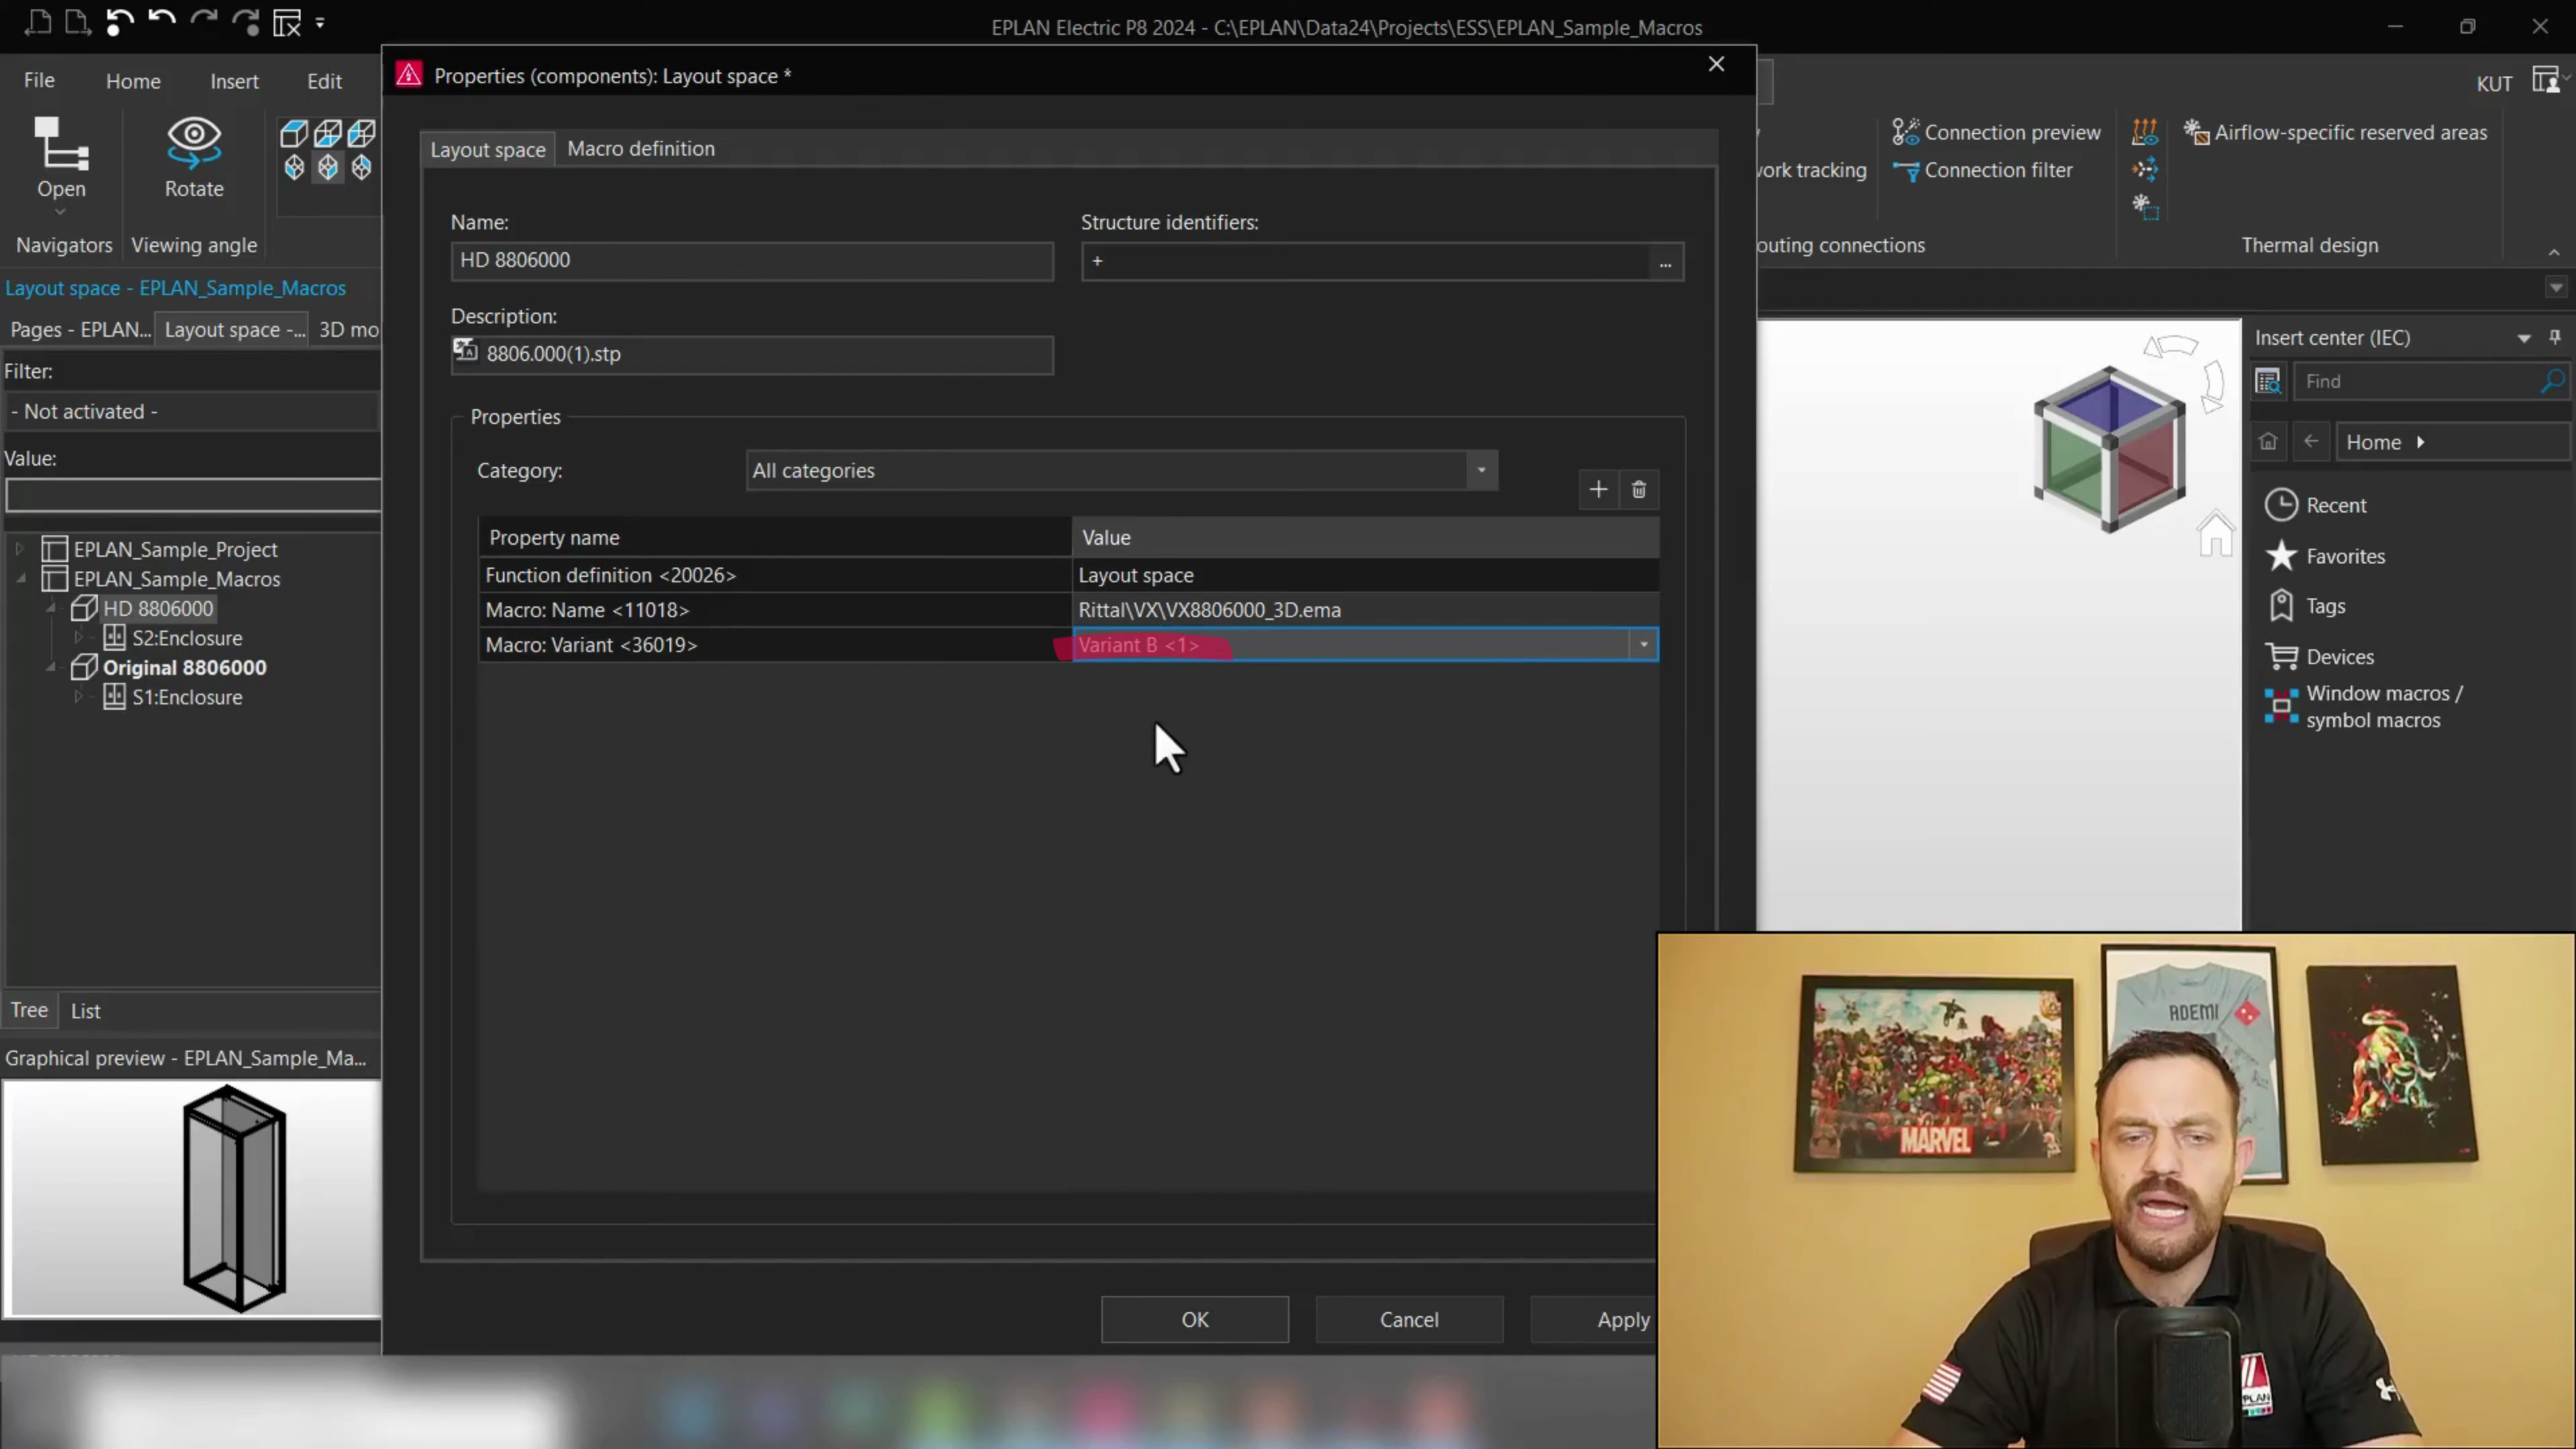 EPLAN Electric P8 2024 - C:\EPLAN\Data24\Projects\ESS\EPLAN_Sample_Macros
File
Home
Insert
Edit
KUT
Open
Rotate
Navigators
Viewing angle
Connection preview
Airflow-specific reserved areas
ork tracking
Connection filter
outing connections
Thermal design
Layout space - EPLAN_Sample_Macros
Pages - EPLAN...
Layout space -...
3D mo
Filter:
- Not activated -
Value:
EPLAN_Sample_Project
EPLAN_Sample_Macros
HD 8806000
S2:Enclosure
Original 8806000
S1:Enclosure
Tree
List
Graphical preview - EPLAN_Sample_Ma...
Properties (components): Layout space *
Layout space
Macro definition
Name:
HD 8806000
Structure identifiers:
+
...
Description:
8806.000(1).stp
Properties
Category:
All categories
Property name
Value
Function definition <20026>
Layout space
Macro: Name <11018>
Rittal\VX\VX8806000_3D.ema
Macro: Variant <36019>
Variant B <1>
OK
Cancel
Apply
Insert center (IEC)
Find
Home
Recent
Favorites
Tags
Devices
Window macros /
symbol macros
ADEMI
MARVEL